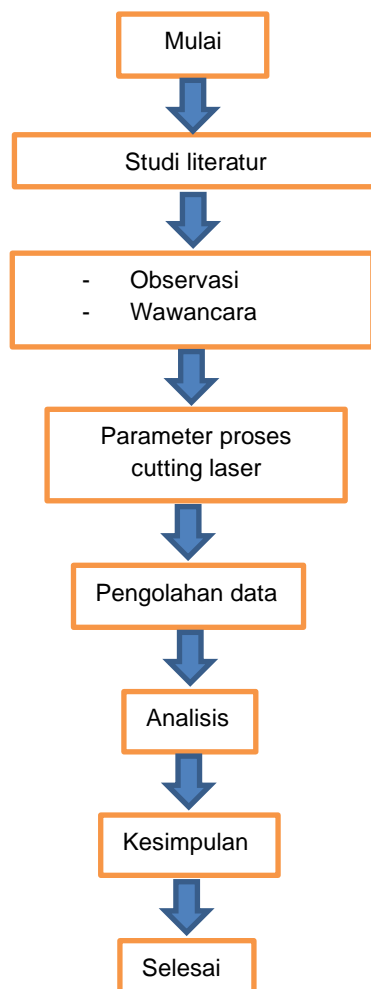 Mulai
Studi literatur
- Observasi
- Wawancara
Parameter proses
cutting laser
Pengolahan data
Analisis
Kesimpulan
Selesai